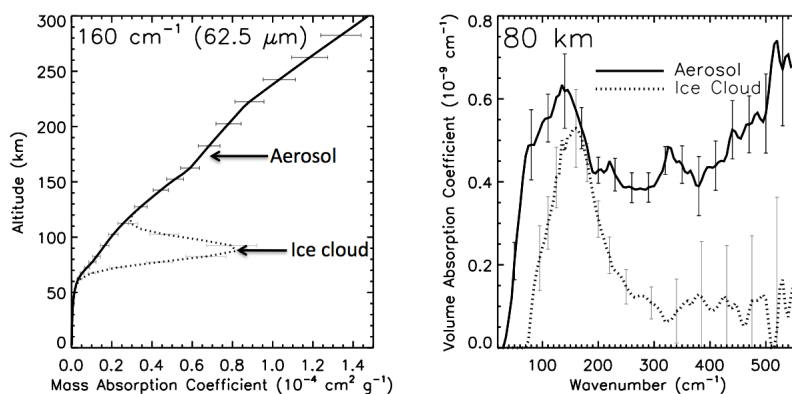 160 cm⁻¹ (62.5 μm)
300
250
200
150
100
50
0
Altitude (km)
Aerosol
Ice cloud
0.0 0.2 0.4 0.6 0.8 1.0 1.2 1.4
Mass Absorption Coefficient (10⁻⁴ cm² g⁻¹)
80 km
Aerosol
Ice Cloud
0.8
0.6
0.4
0.2
0.0
Volume Absorption Coefficient (10⁻⁹ cm⁻¹)
100 200 300 400 500
Wavenumber (cm⁻¹)